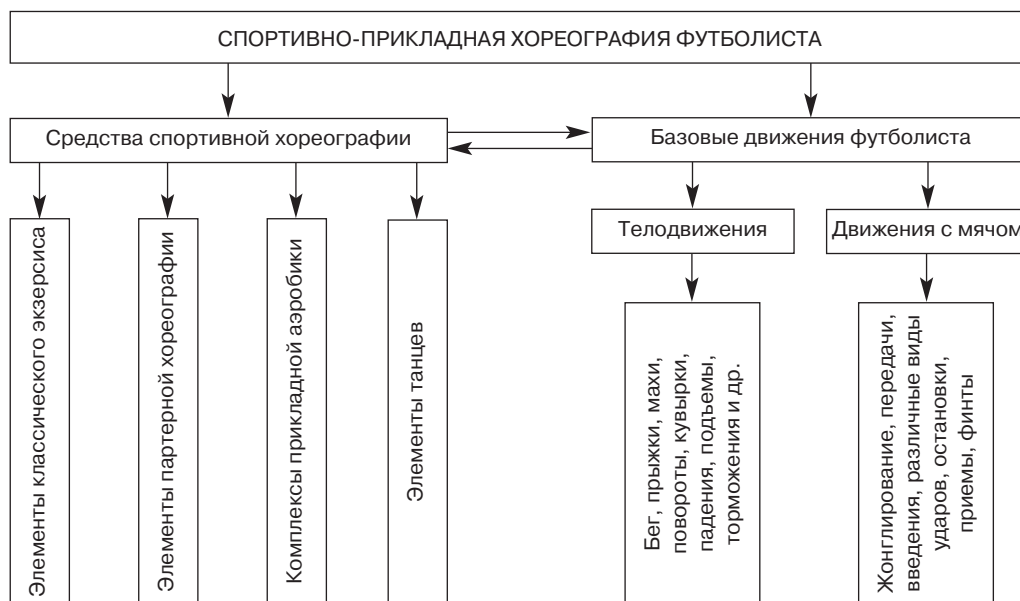 СПОРТИВНО-ПРИКЛАДНАЯ ХОРЕОГРАФИЯ ФУТБОЛИСТА
Средства спортивной хореографии
Базовые движения футболиста
Элементы классического экзерсиса
Элементы партерной хореографии
Комплексы прикладной аэробики
Элементы танцев
Телодвижения
Движения с мячом
Бег, прыжки, махи,
повороты, кувырки,
падения, подъемы,
торможения и др.
Жонглирование, передачи,
введения, различные виды
ударов, остановки,
приемы, финты